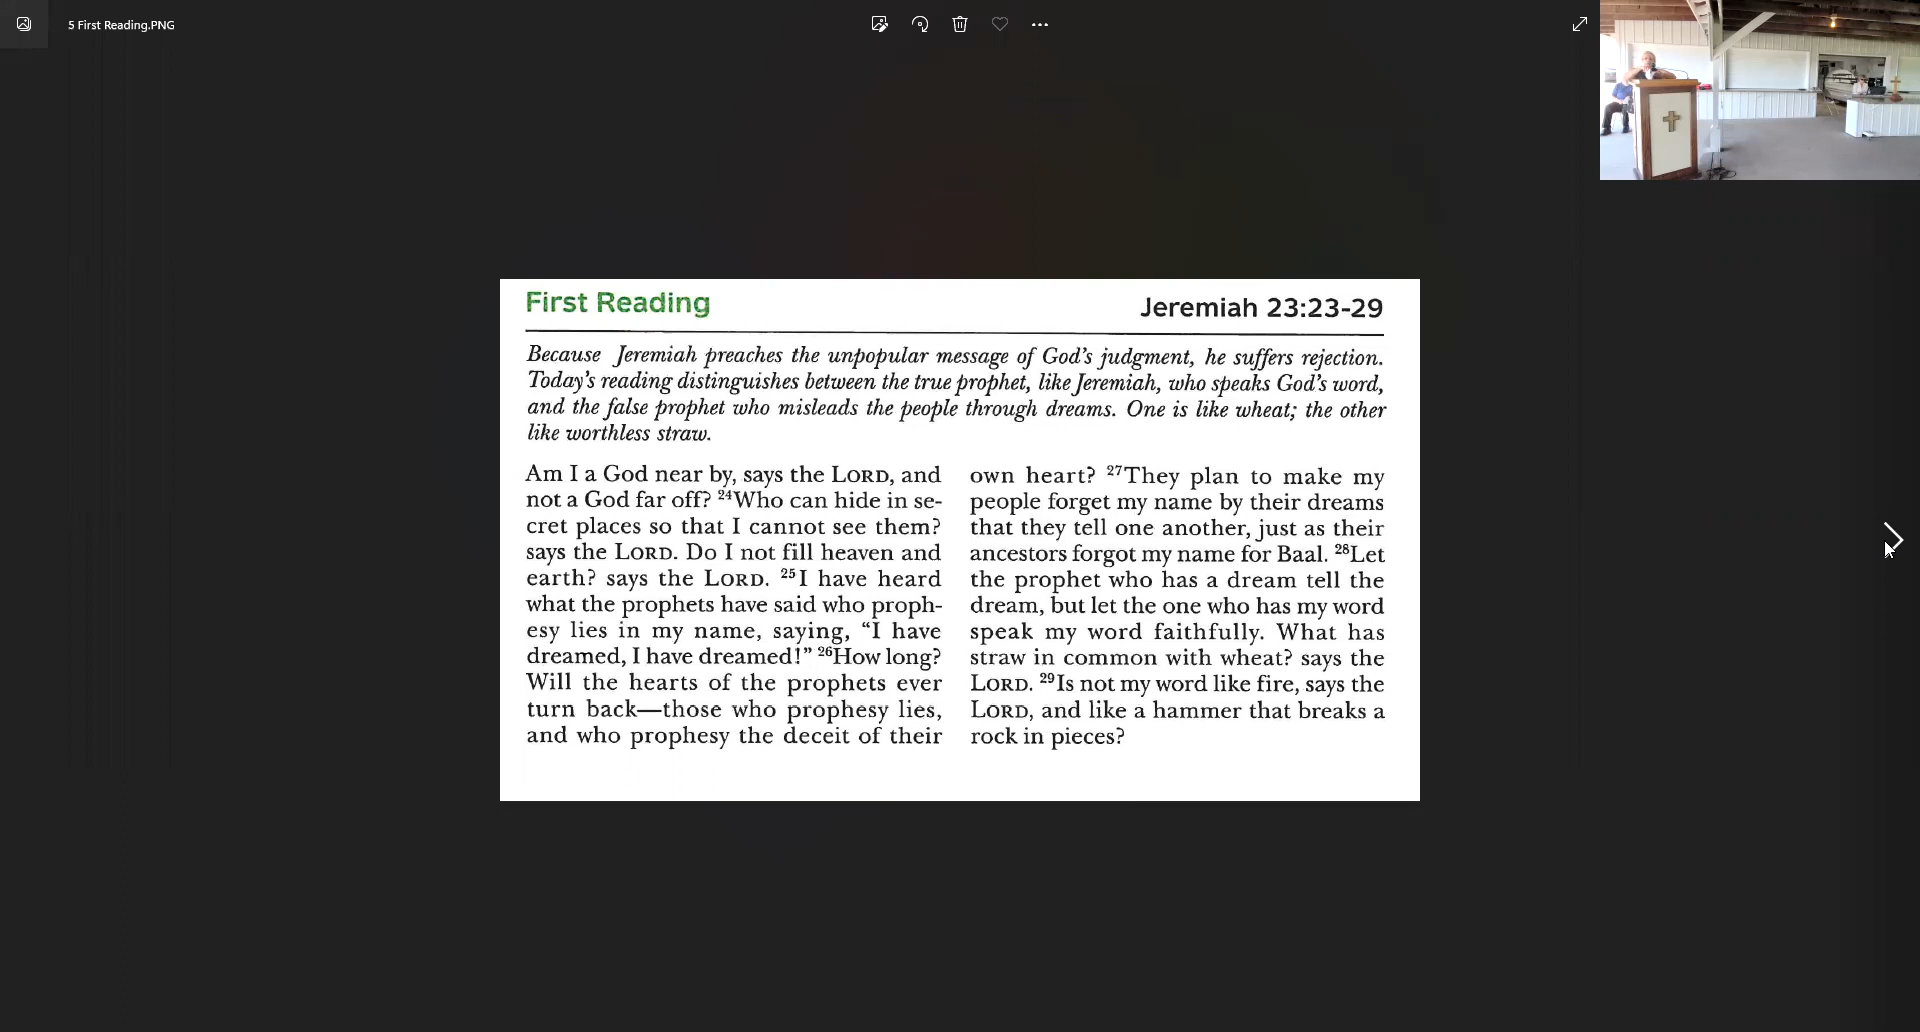 5 First Reading.PNG
First Reading
Jeremiah 23:23-29
Because Jeremiah preaches the unpopular message of God's judgment, he suffers rejection.
Today's reading distinguishes between the true prophet, like Jeremiah, who speaks God's word,
and the false prophet who misleads the people through dreams. One is like wheat; the other
like worthless straw.
Am I a God near by, says the LORD, and
not a God far off? ²⁴Who can hide in se-
cret places so that I cannot see them?
says the LORD. Do I not fill heaven and
earth? says the LORD. ²⁵I have heard
what the prophets have said who proph-
esy lies in my name, saying, “I have
dreamed, I have dreamed!” ²⁶How long?
Will the hearts of the prophets ever
turn back—those who prophesy lies,
and who prophesy the deceit of their
own heart? ²⁷They plan to make my
people forget my name by their dreams
that they tell one another, just as their
ancestors forgot my name for Baal. ²⁸Let
the prophet who has a dream tell the
dream, but let the one who has my word
speak my word faithfully. What has
straw in common with wheat? says the
LORD. ²⁹Is not my word like fire, says the
LORD, and like a hammer that breaks a
rock in pieces?